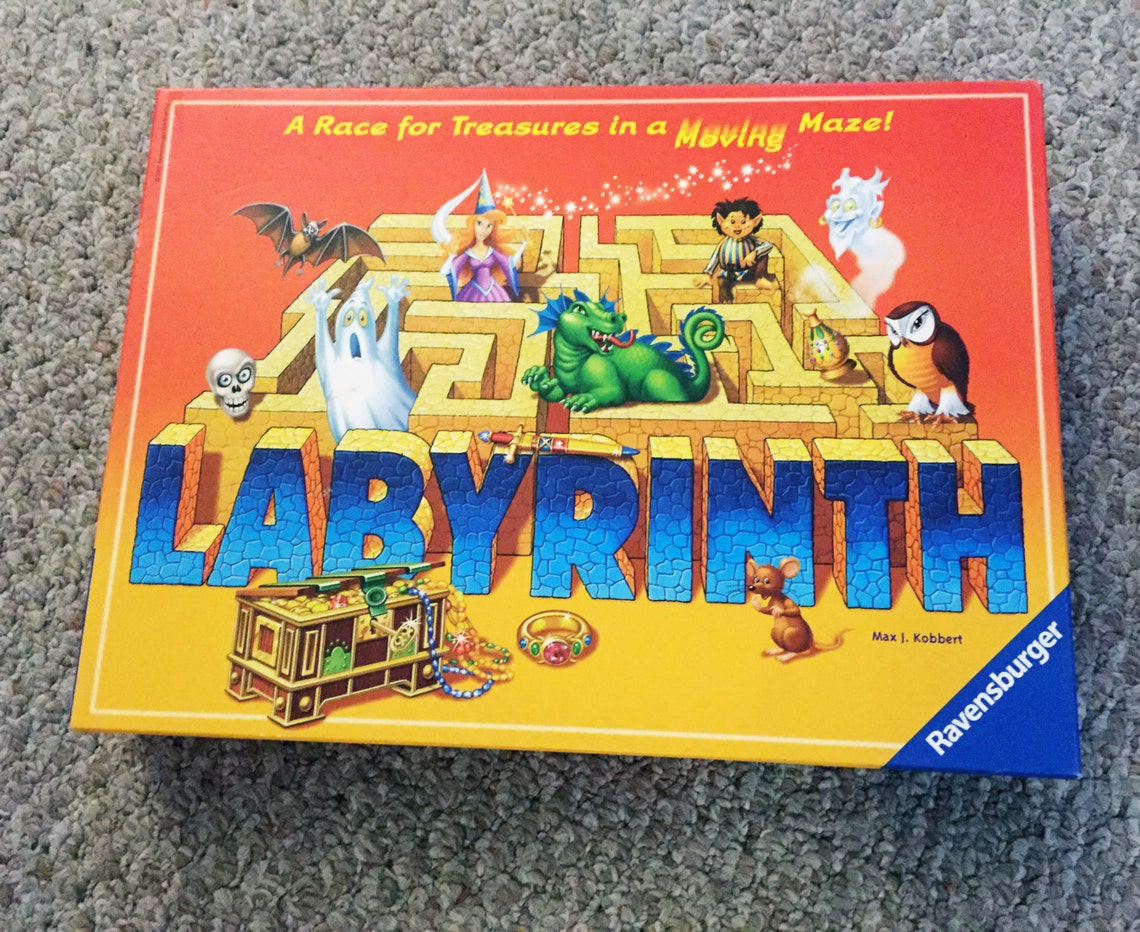 A Race for Treasures in a Moving Maze!
LABYRINTH
Max J. Kobbert
Ravensburger